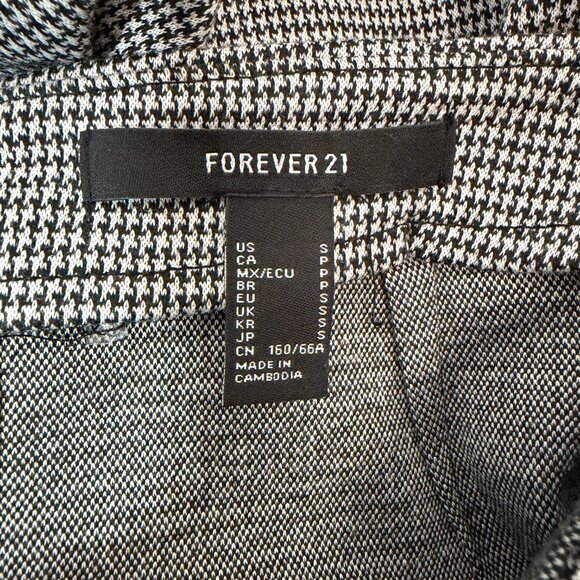 FOREVER 21
US S
CA P
MX/ECU P
BR P
EU S
UK S
KR S
JP S
CN 160/66A
MADE IN
CAMBODIA